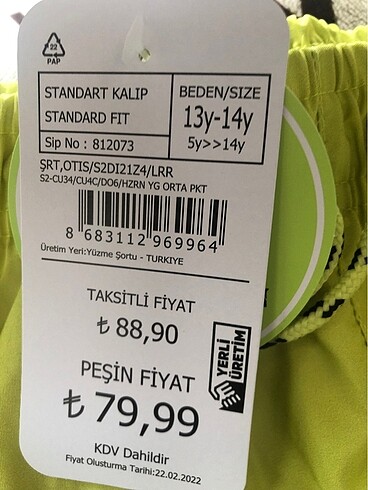 22
PAP
STANDART KALIP
STANDARD FIT
Sip No : 812073
BEDEN/SIZE
13y-14y
5y>>14y
ŞRT,OTIS/S2DI21Z4/LRR
S2-CU34/CU4C/DO6/HZRN YG ORTA PKT
8 683112 969964
Üretim Yeri:Yüzme Şortu - TURKIYE
TAKSİTLİ FİYAT
₺ 88,90
YERLİ
ÜRETİM
PEŞİN FİYAT
₺ 79,99
KDV Dahildir
Fiyat Olusturma Tarihi:22.02.2022